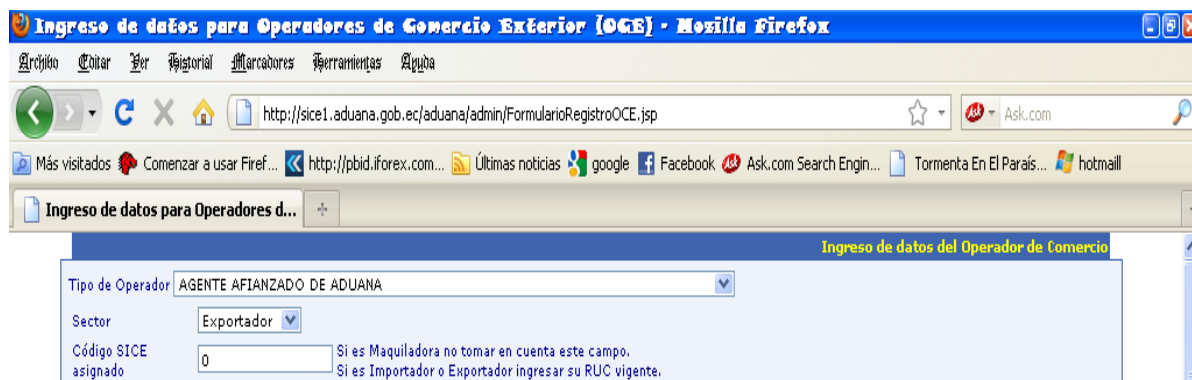 Ingreso de datos para Operadores de Comercio Exterior (OCE) - Mozilla Firefox
Archivo Editar Ver Historial Marcadores Herramientas Ayuda
http://sice1.aduana.gob.ec/aduana/admin/FormularioRegistroOCE.jsp Ask Ask.com
Más visitados Comenzar a usar Firef... http://pbid.iforex.com... Últimas noticias google Facebook Ask Ask.com Search Engin... Tormenta En El Paraís... hotmaill
Ingreso de datos para Operadores d...
Ingreso de datos del Operador de Comercio
Tipo de Operador AGENTE AFIANZADO DE ADUANA
Sector Exportador
Código SICE asignado 0
Si es Maquiladora no tomar en cuenta este campo.
Si es Importador o Exportador ingresar su RUC vigente.